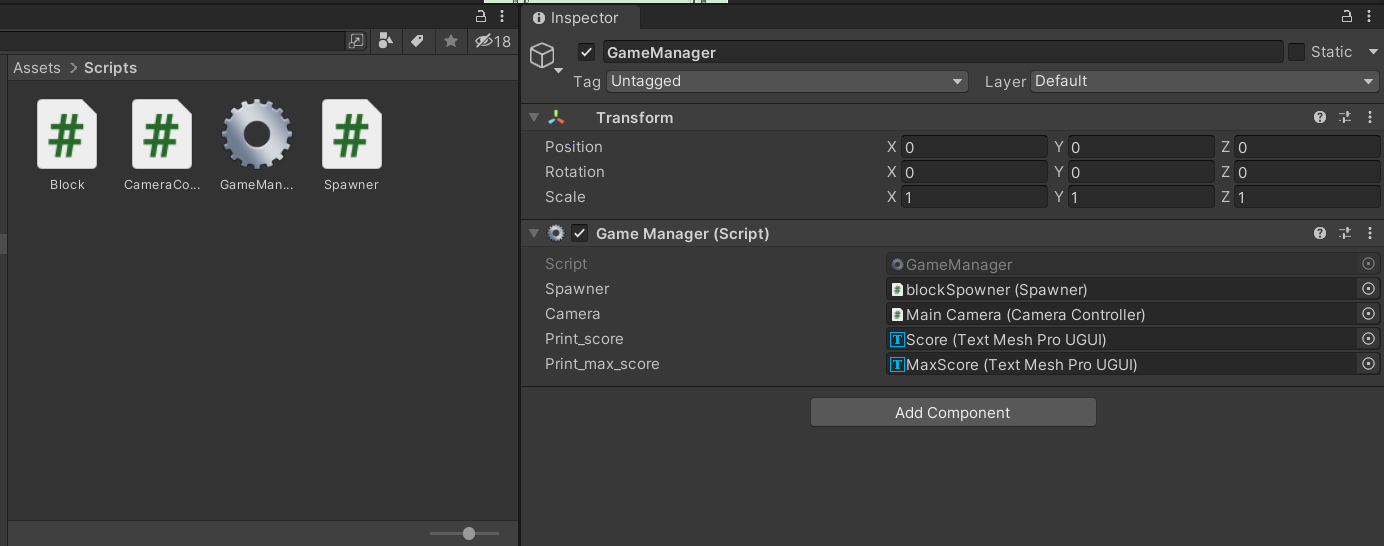 18
Assets > Scripts
Block
CameraCo...
GameMan...
Spawner
Inspector
GameManager
Static
Tag Untagged
Layer Default
Transform
Position X 0 Y 0 Z 0
Rotation X 0 Y 0 Z 0
Scale X 1 Y 1 Z 1
Game Manager (Script)
Script GameManager
Spawner # blockSpowner (Spawner)
Camera # Main Camera (Camera Controller)
Print_score T Score (Text Mesh Pro UGUI)
Print_max_score T MaxScore (Text Mesh Pro UGUI)
Add Component